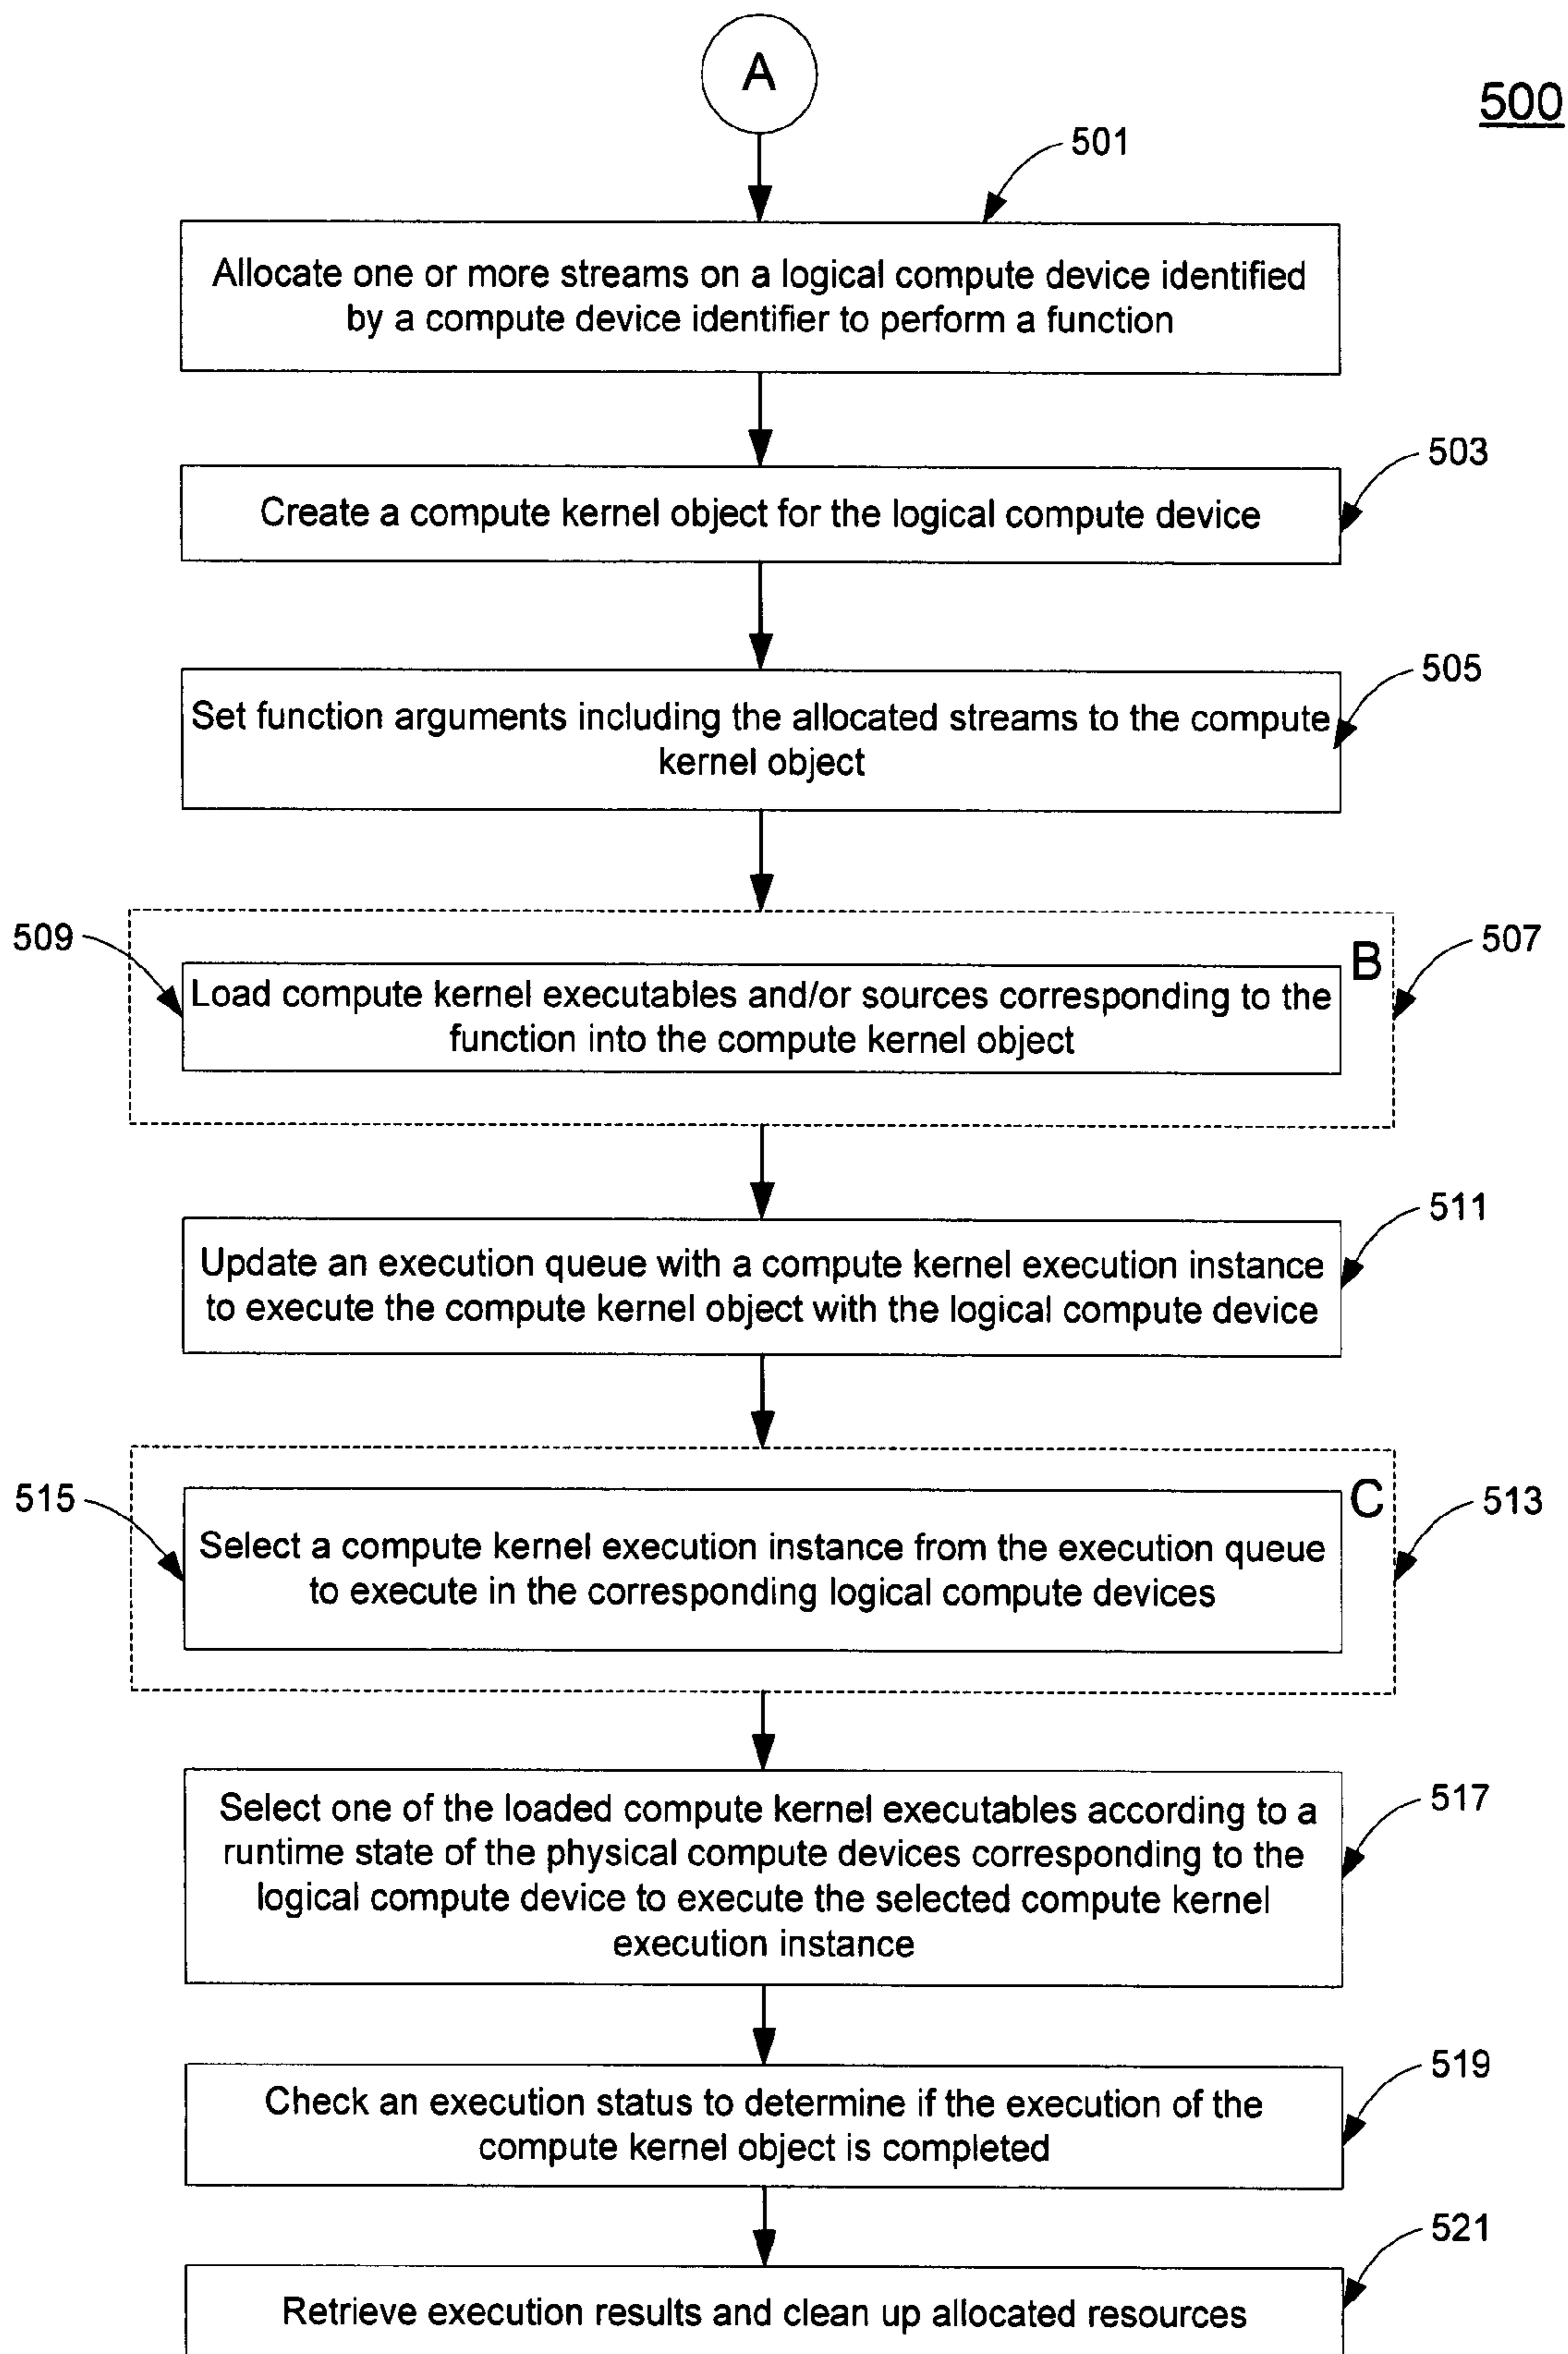 A
500
501
Allocate one or more streams on a logical compute device identified
by a compute device identifier to perform a function
503
Create a compute kernel object for the logical compute device
505
Set function arguments including the allocated streams to the compute
kernel object
509
B
507
Load compute kernel executables and/or sources corresponding to the
function into the compute kernel object
511
Update an execution queue with a compute kernel execution instance
to execute the compute kernel object with the logical compute device
515
C
513
Select a compute kernel execution instance from the execution queue
to execute in the corresponding logical compute devices
517
Select one of the loaded compute kernel executables according to a
runtime state of the physical compute devices corresponding to the
logical compute device to execute the selected compute kernel
execution instance
519
Check an execution status to determine if the execution of the
compute kernel object is completed
521
Retrieve execution results and clean up allocated resources